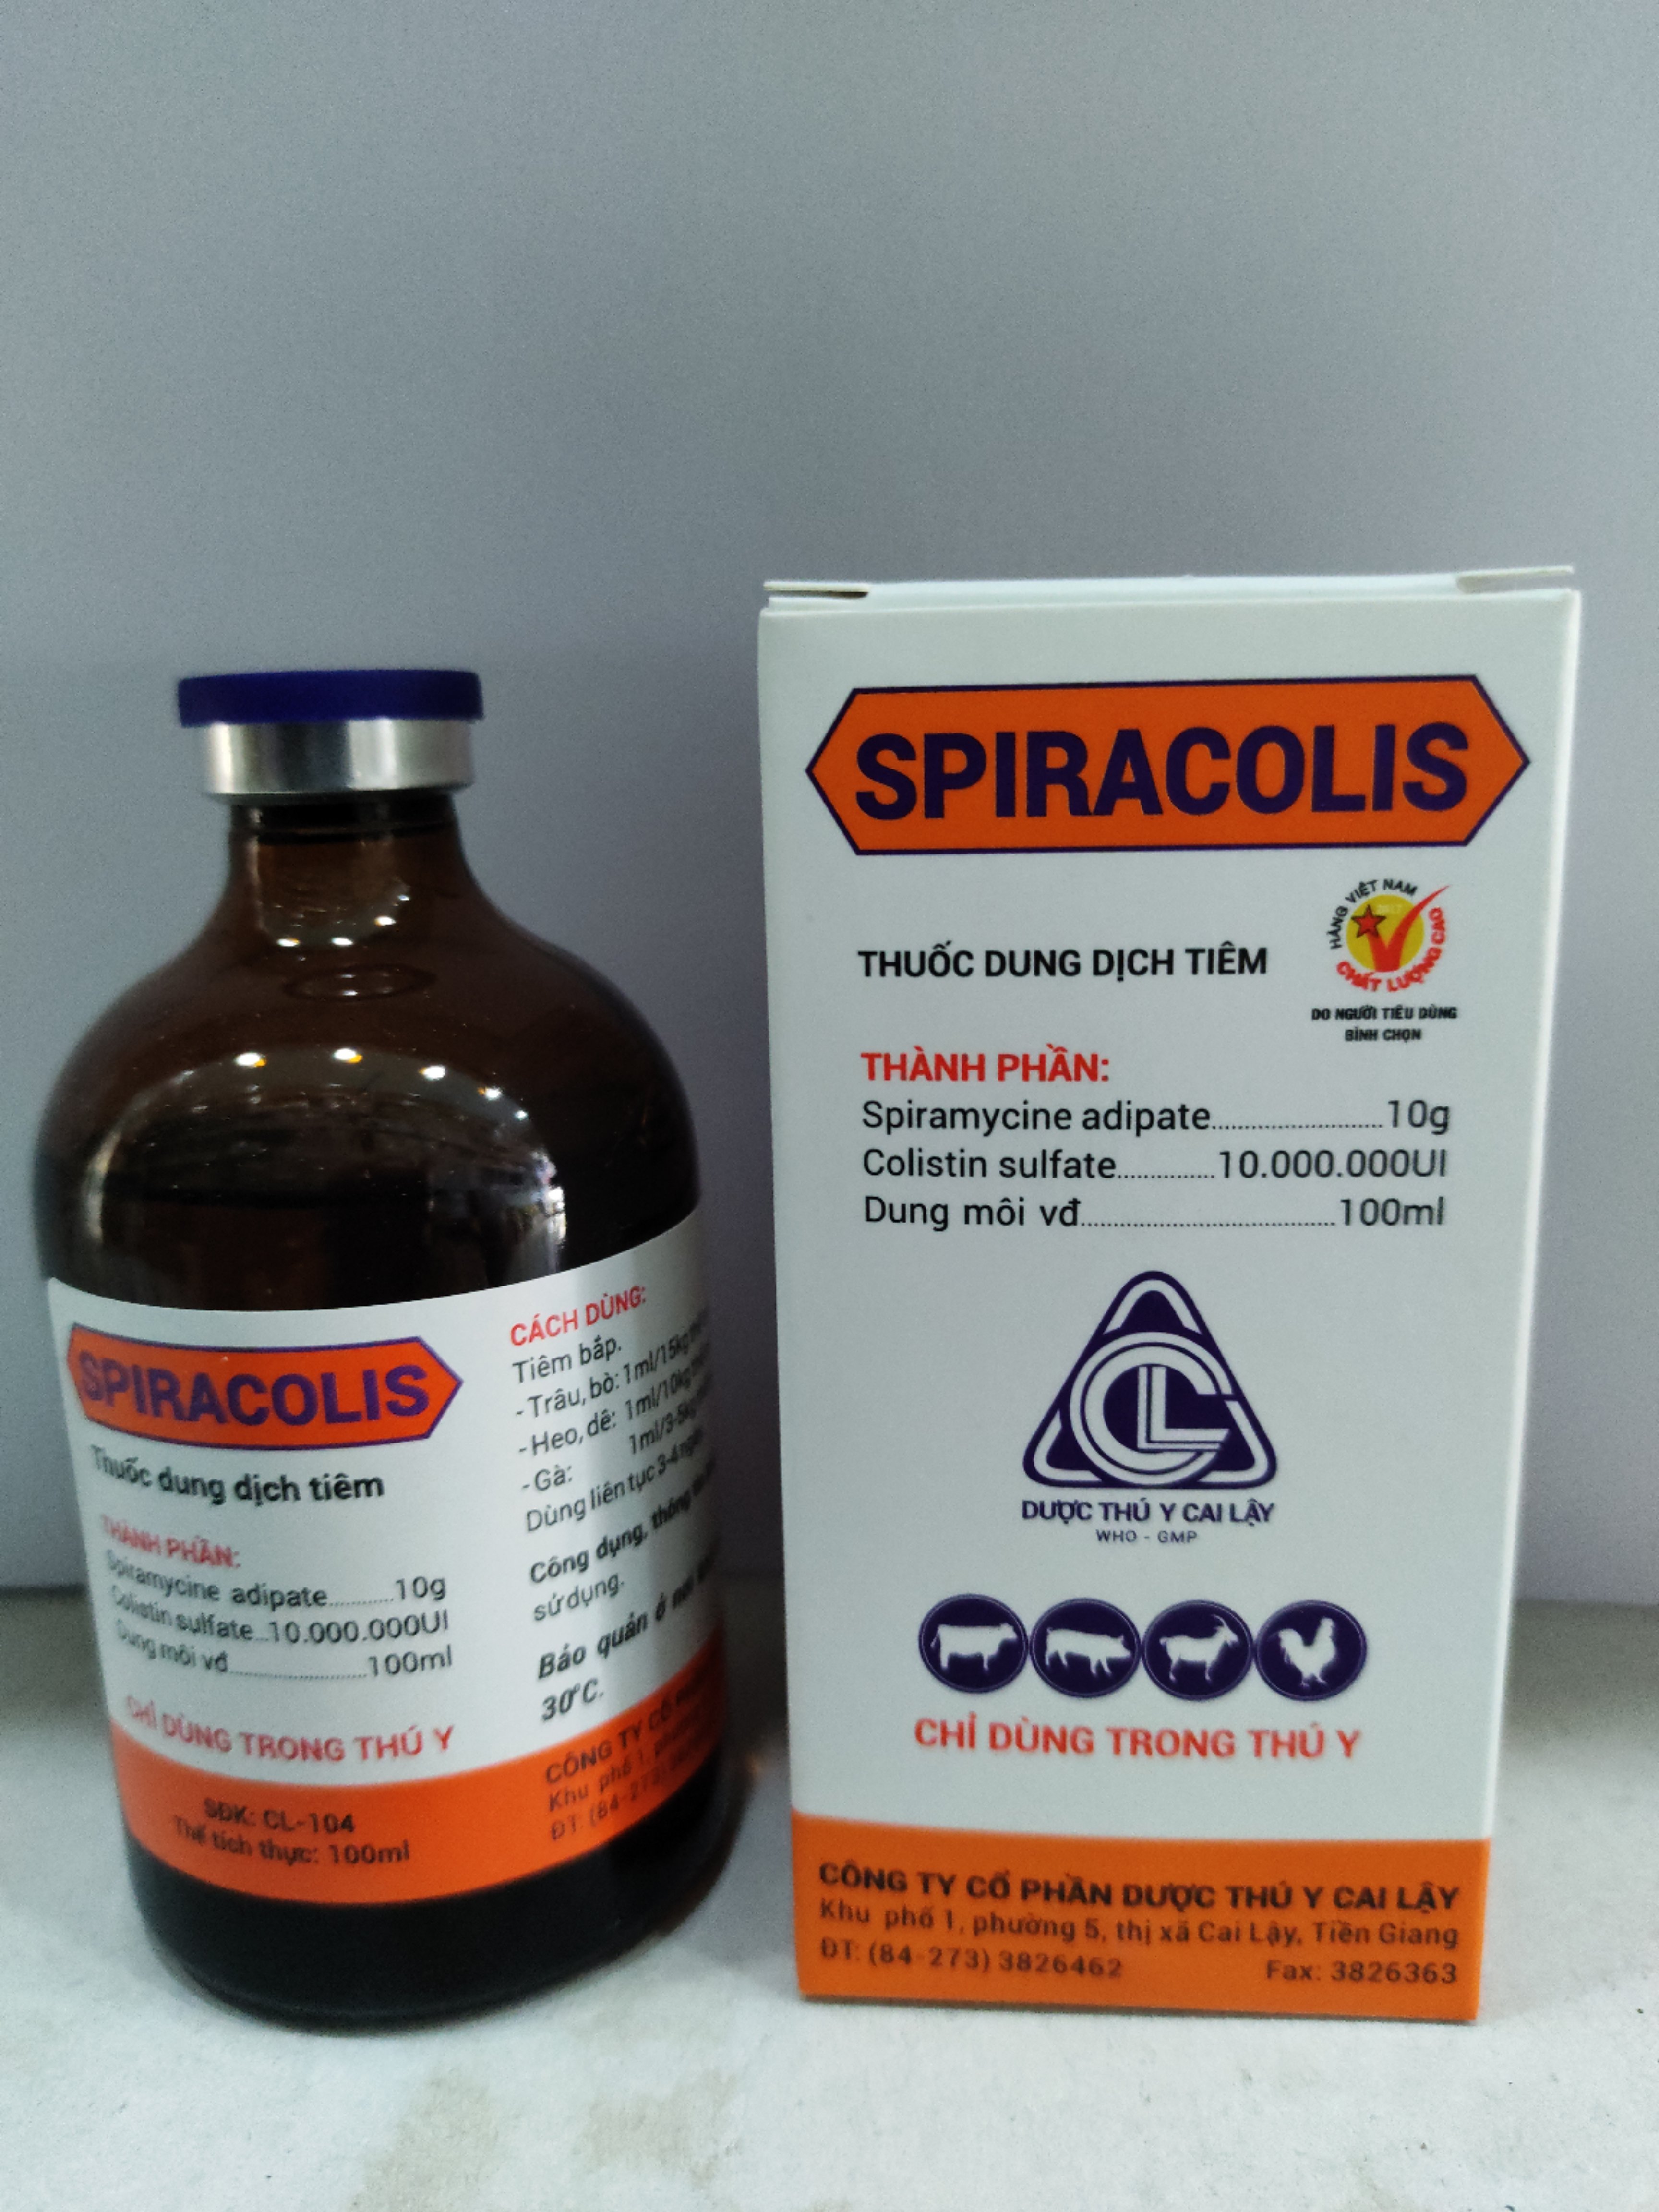 SPIRACOLIS
Thuốc dung dịch tiêm
THÀNH PHẦN:
Spiramycine adipate..........10g
Colistin sulfate...10.000.000UI
Dung môi vđ....................100ml
CHỈ DÙNG TRONG THÚ Y
SĐK: CL-104
Thể tích thực: 100ml
CÁCH DÙNG:
Tiêm bắp.
- Trâu, bò: 1ml/15kg
- Heo, dê: 1ml/10kg
- Gà: 1ml/3-5kg
Dùng liên tục 3-4 ngày
Công dụng,
sử dụng.
Bảo quản ở nơi
30°C.
CÔNG TY CỔ
Khu phố 1,
ĐT: (84-273)
SPIRACOLIS
HÀNG VIỆT NAM
2017
CHẤT LƯỢNG CAO
DO NGƯỜI TIÊU DÙNG
BÌNH CHỌN
THUỐC DUNG DỊCH TIÊM
THÀNH PHẦN:
Spiramycine adipate..........................10g
Colistin sulfate...............10.000.000UI
Dung môi vđ.......................................100ml
CL
DƯỢC THÚ Y CAI LẬY
WHO - GMP
CHỈ DÙNG TRONG THÚ Y
CÔNG TY CỔ PHẦN DƯỢC THÚ Y CAI LẬY
Khu phố 1, phường 5, thị xã Cai Lậy, Tiền Giang
ĐT: (84-273) 3826462 Fax: 3826363